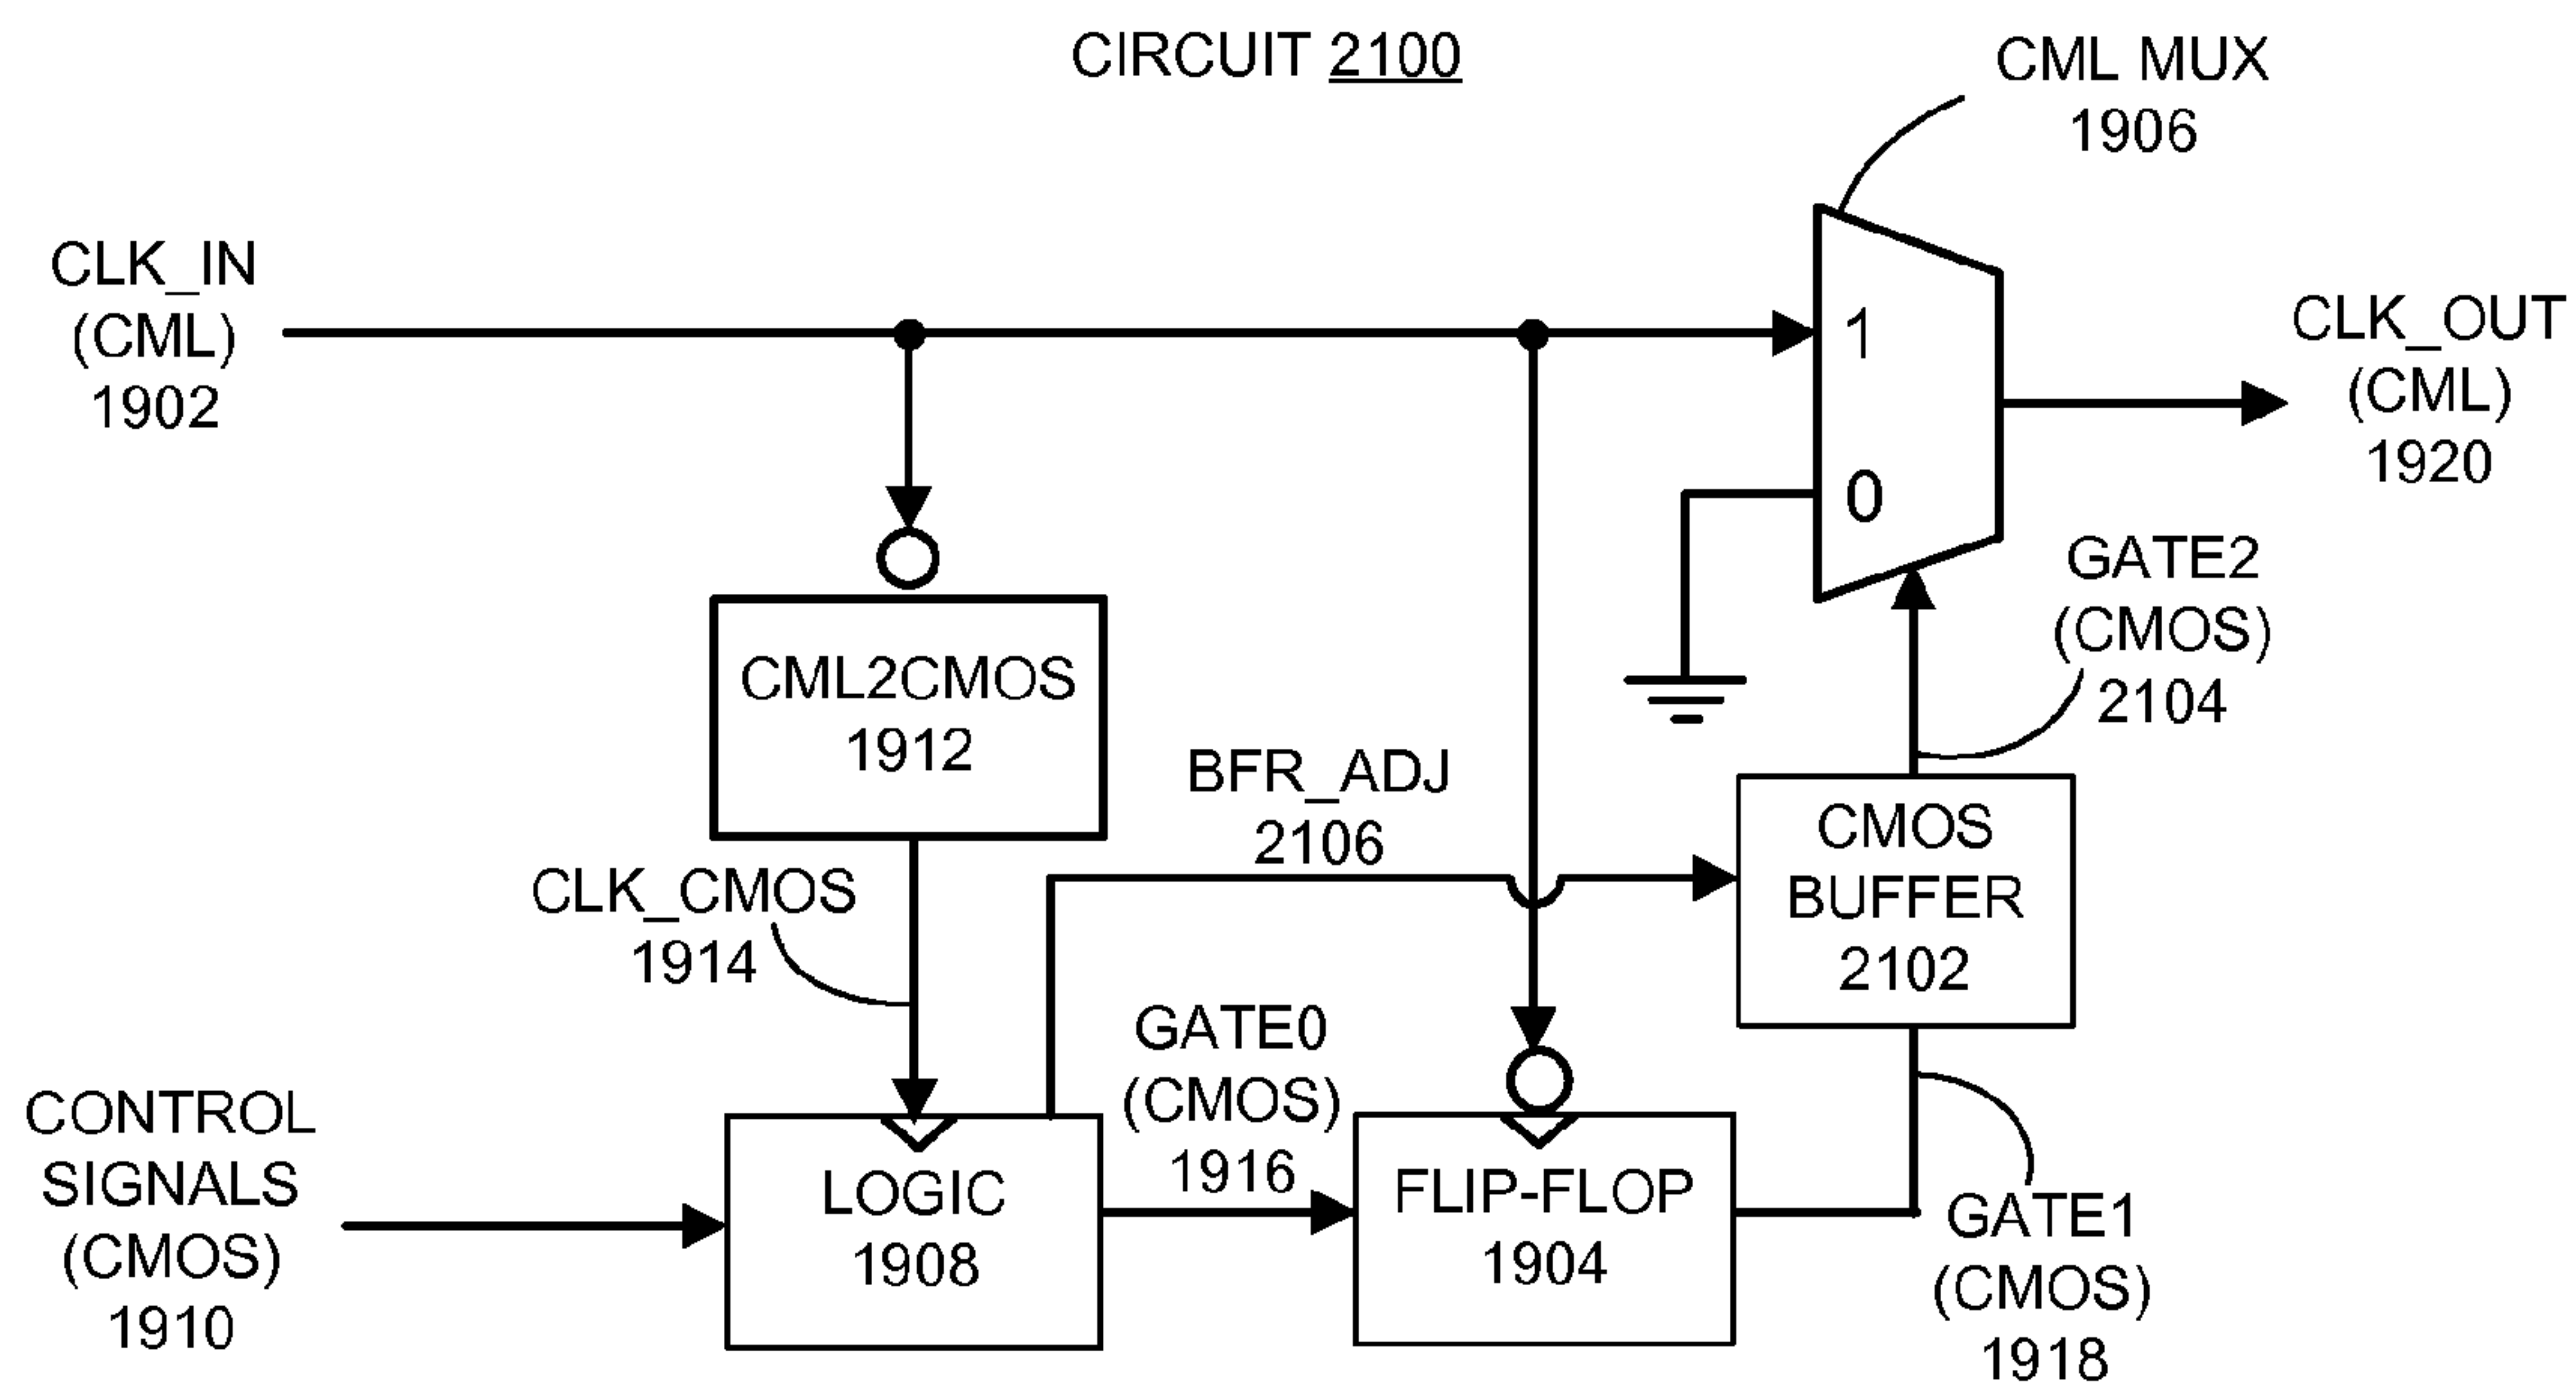 CIRCUIT 2100
CML MUX
1906
CLK_IN
(CML)
1902
1
0
CLK_OUT
(CML)
1920
GATE2
(CMOS)
2104
CML2CMOS
1912
BFR_ADJ
2106
CMOS
BUFFER
2102
CLK_CMOS
1914
GATE0
(CMOS)
1916
CONTROL
SIGNALS
(CMOS)
1910
LOGIC
1908
FLIP-FLOP
1904
GATE1
(CMOS)
1918